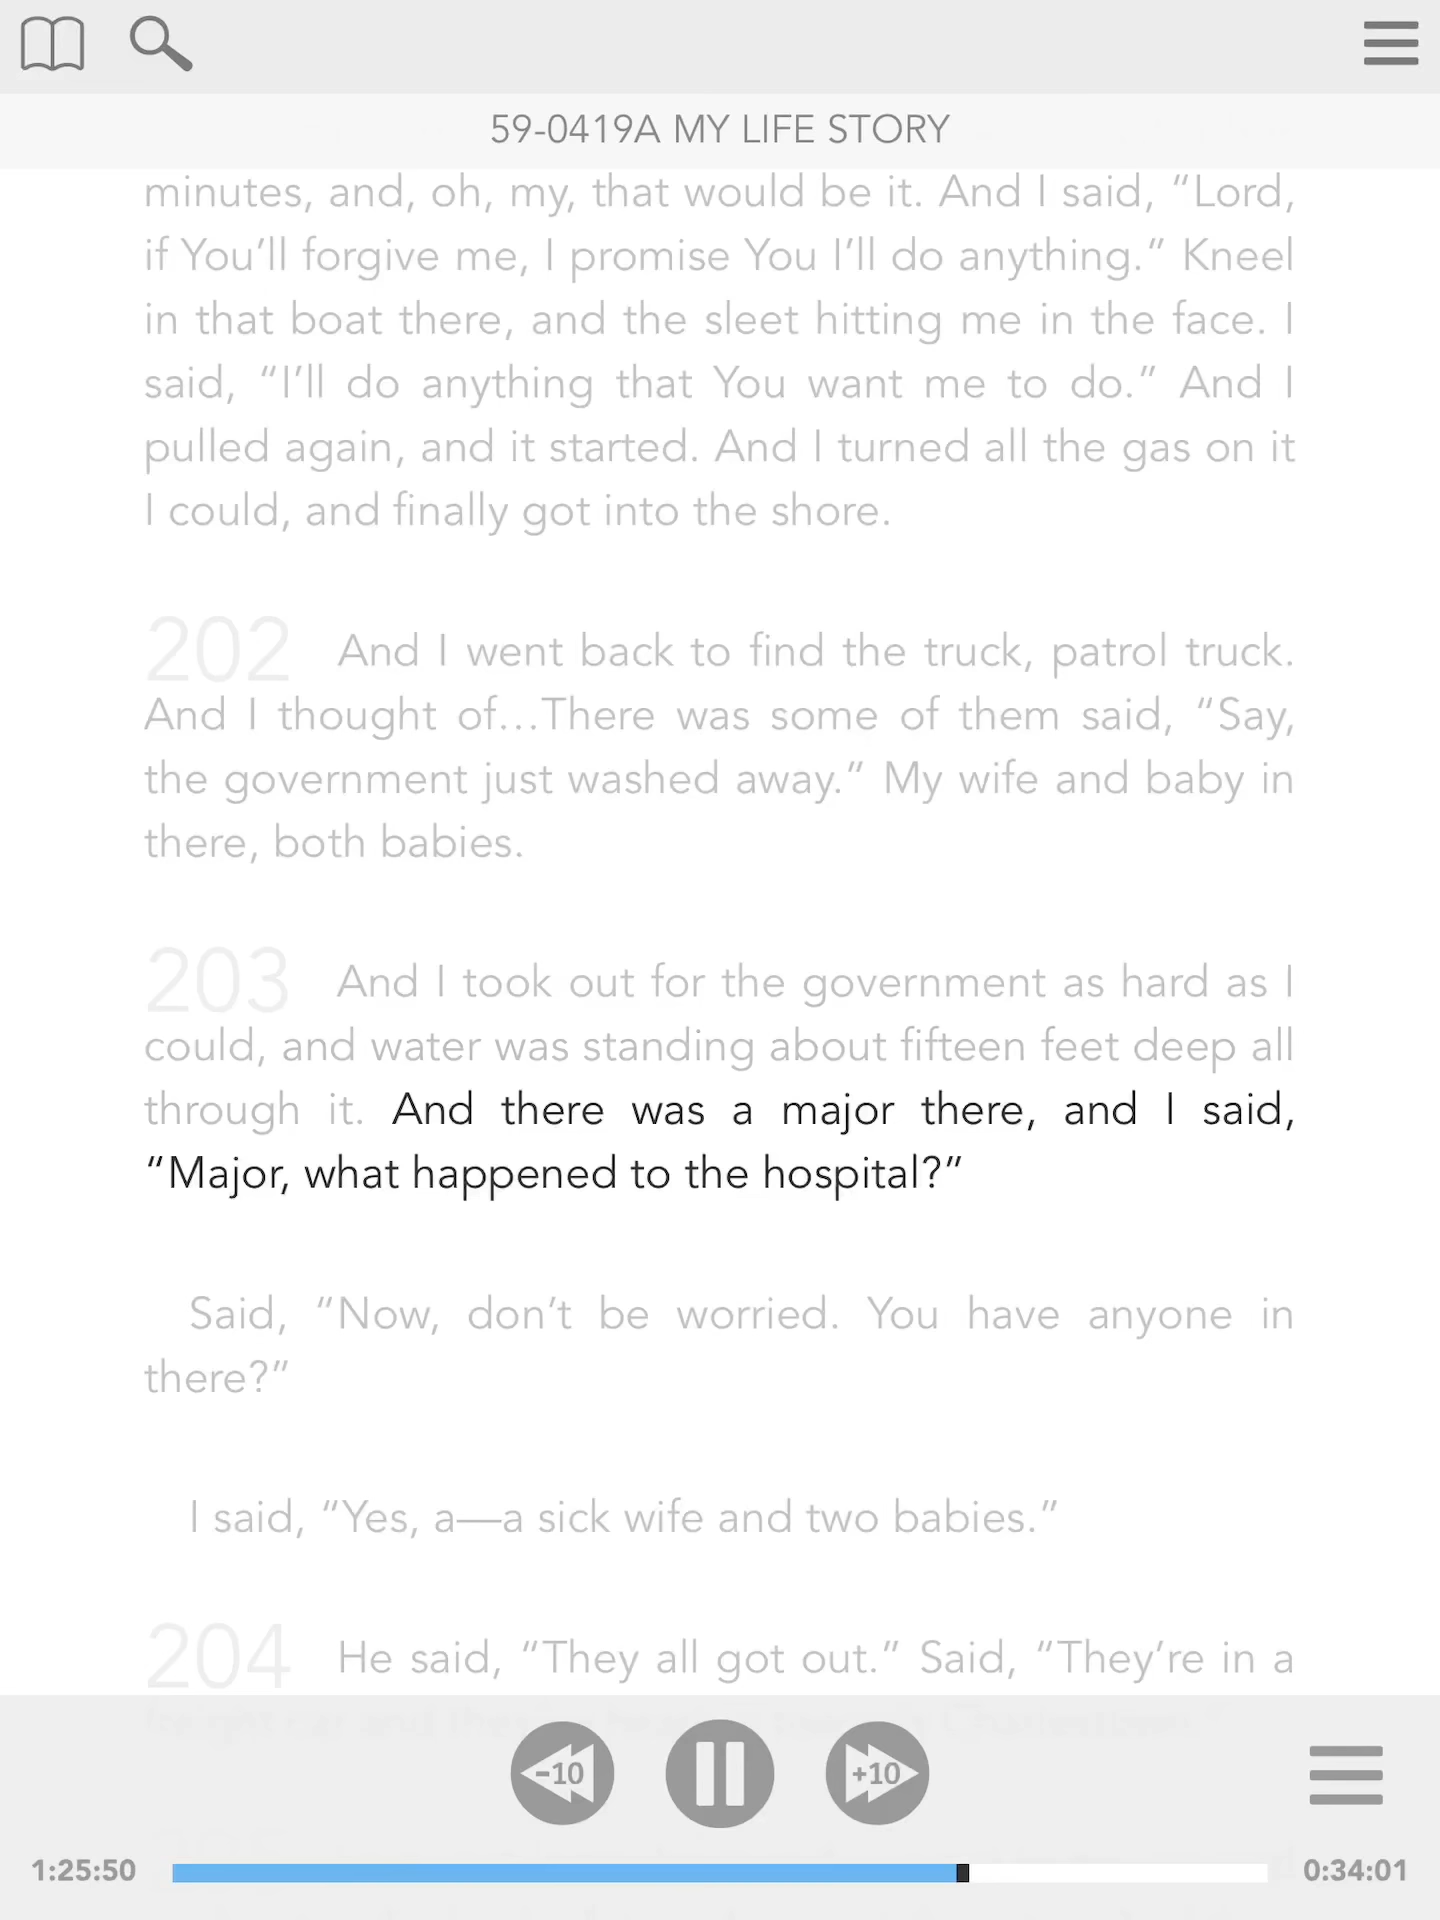 59-0419A MY LIFE STORY
minutes, and, oh, my, that would be it. And I said, “Lord,
if You’ll forgive me, I promise You I’ll do anything.” Kneel
in that boat there, and the sleet hitting me in the face. I
said, “I’ll do anything that You want me to do.” And I
pulled again, and it started. And I turned all the gas on it
I could, and finally got into the shore.
202 And I went back to find the truck, patrol truck.
And I thought of…There was some of them said, “Say,
the government just washed away.” My wife and baby in
there, both babies.
203 And I took out for the government as hard as I
could, and water was standing about fifteen feet deep all
through it. And there was a major there, and I said,
“Major, what happened to the hospital?”
Said, “Now, don’t be worried. You have anyone in
there?”
I said, “Yes, a—a sick wife and two babies.”
204 He said, “They all got out.” Said, “They’re in a
-10
+10
1:25:50
0:34:01